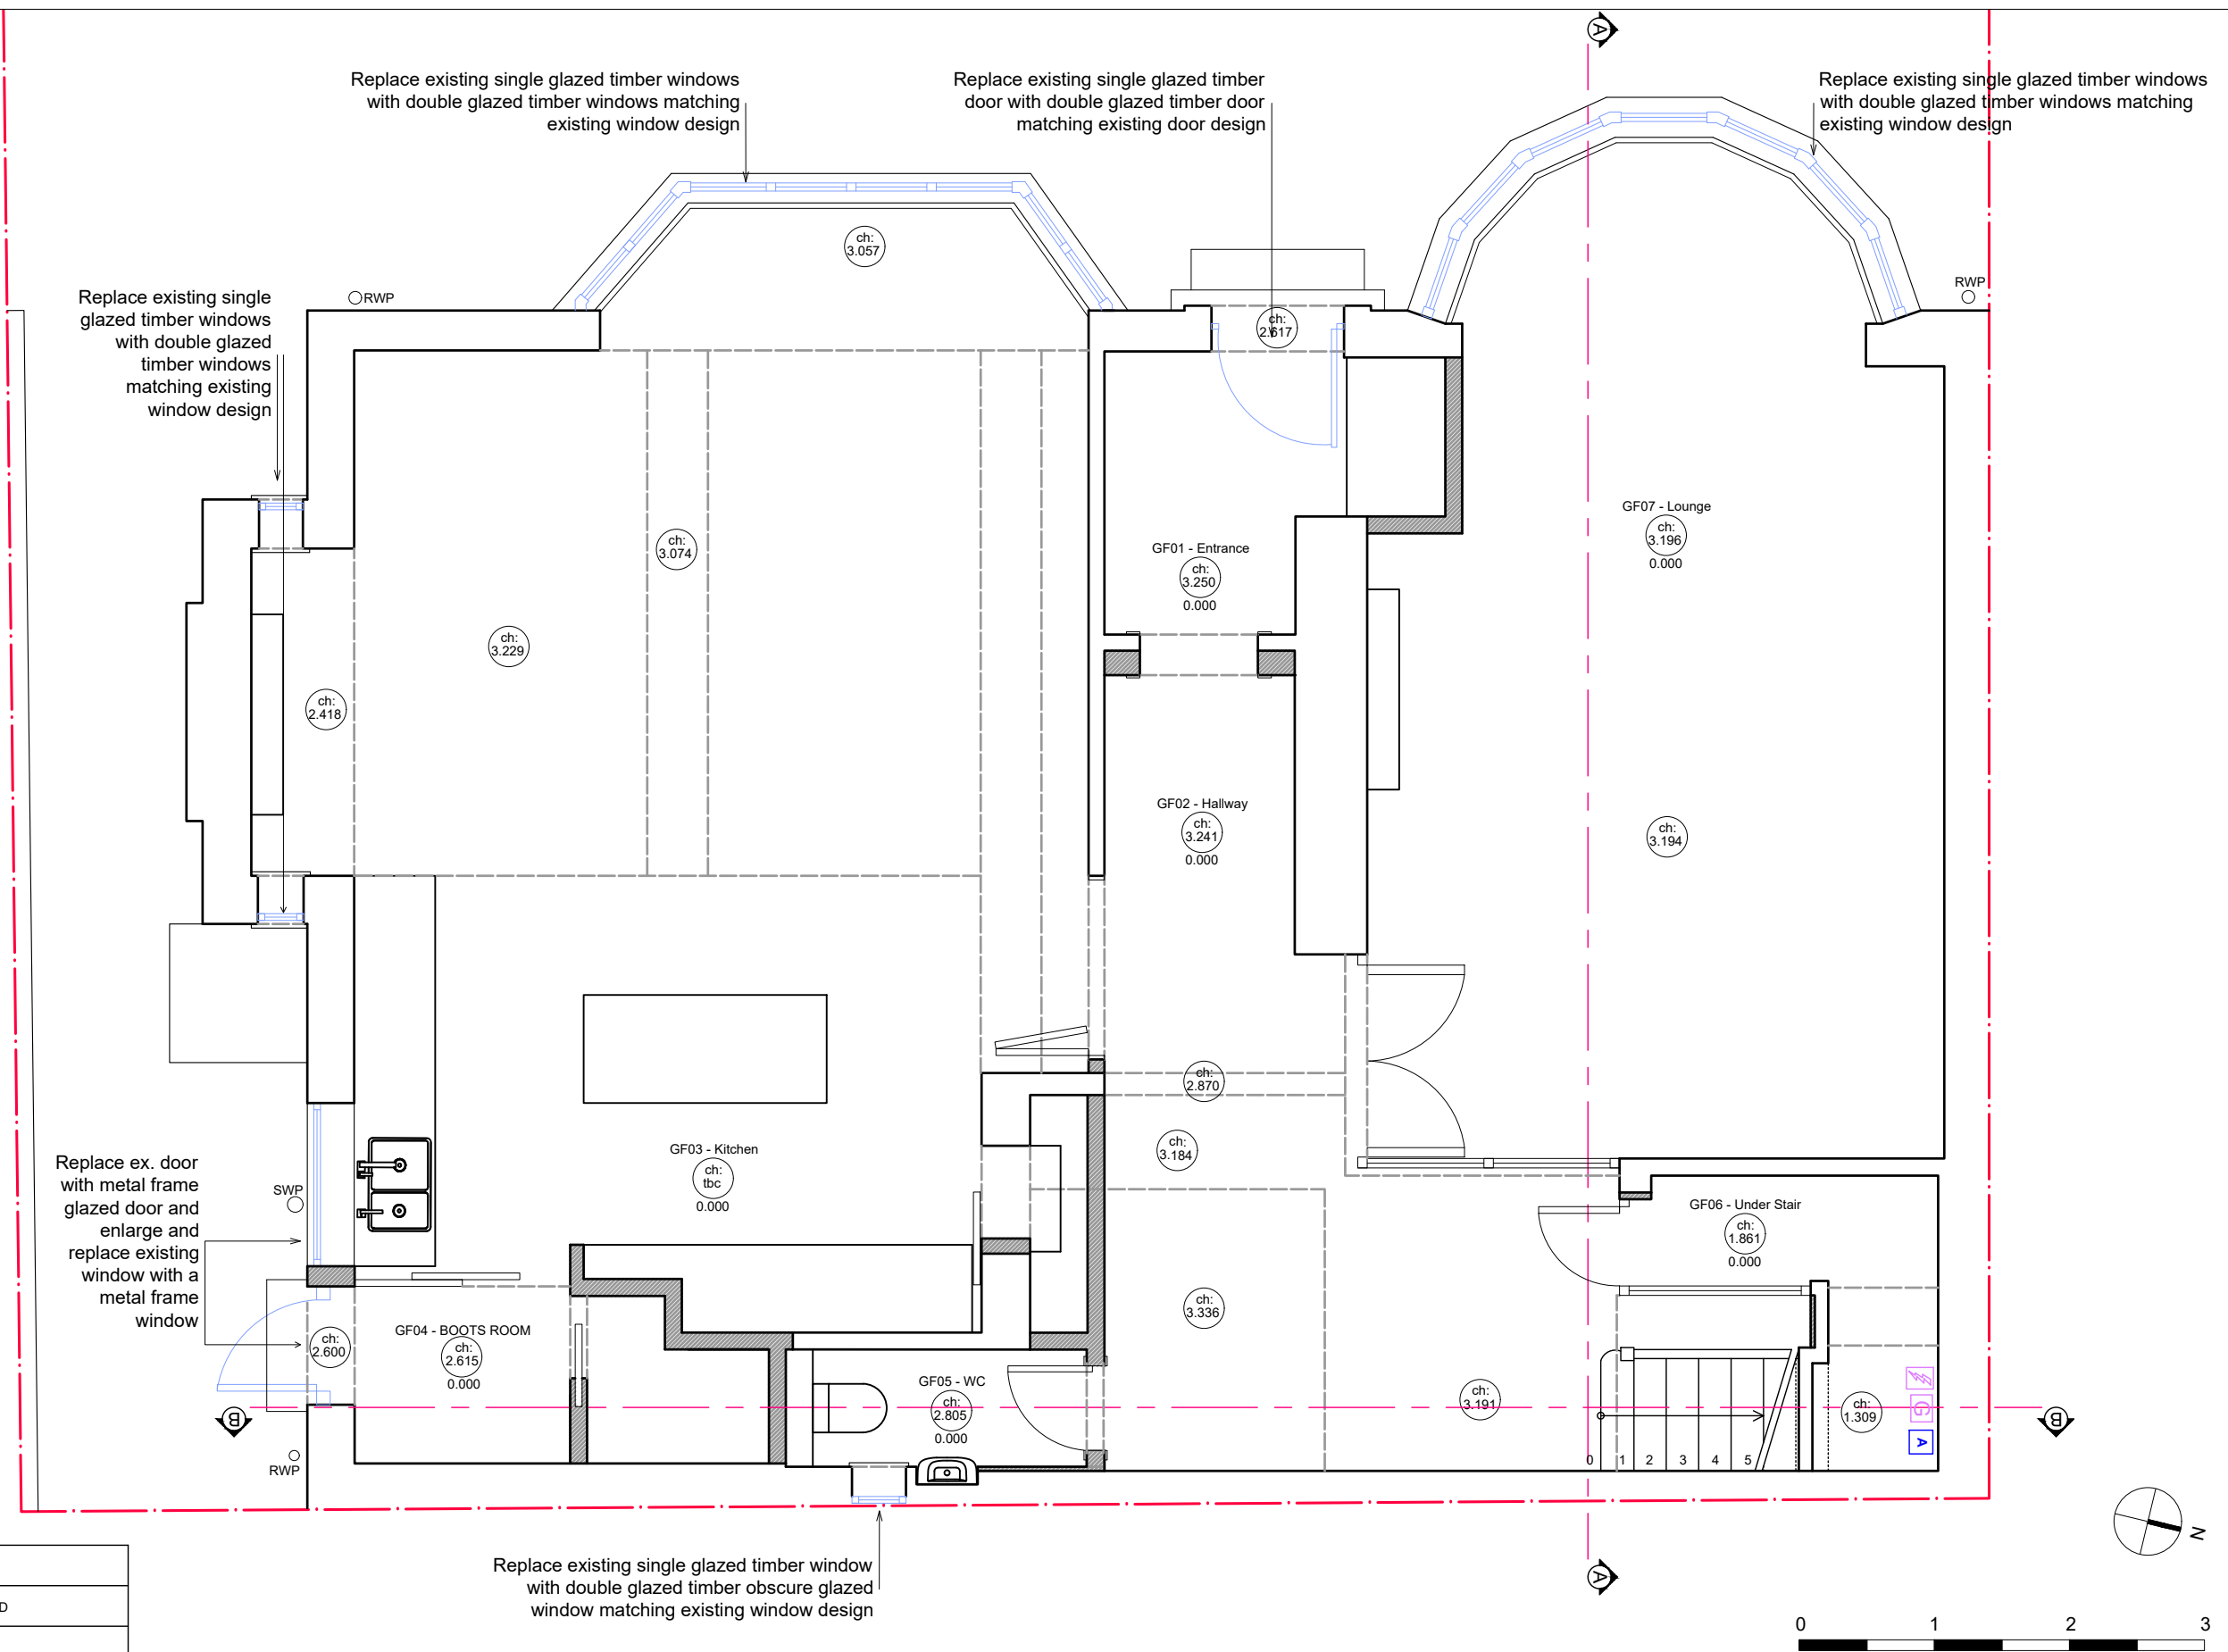 A
Replace existing single glazed timber windows
with double glazed timber windows matching
existing window design
Replace existing single glazed timber
door with double glazed timber door
matching existing door design
Replace existing single glazed timber windows
with double glazed timber windows matching
existing window design
ch:
3.057
Replace existing single
glazed timber windows
with double glazed
timber windows
matching existing
window design
RWP
RWP
ch:
2.617
ch:
3.074
GF01 - Entrance
ch:
3.250
0.000
GF07 - Lounge
ch:
3.196
0.000
ch:
3.229
ch:
2.418
GF02 - Hallway
ch:
3.241
0.000
ch:
3.194
ch:
2.870
ch:
3.184
Replace ex. door
with metal frame
glazed door and
enlarge and
replace existing
window with a
metal frame
window
SWP
GF03 - Kitchen
ch:
tbc
0.000
GF06 - Under Stair
ch:
1.861
0.000
ch:
3.336
ch:
2.600
GF04 - BOOTS ROOM
ch:
2.615
0.000
GF05 - WC
ch:
2.805
0.000
ch:
3.191
ch:
1.309
G
A
B
B
RWP
0 1 2 3 4 5
N
Replace existing single glazed timber window
with double glazed timber obscure glazed
window matching existing window design
A
D
0 1 2 3